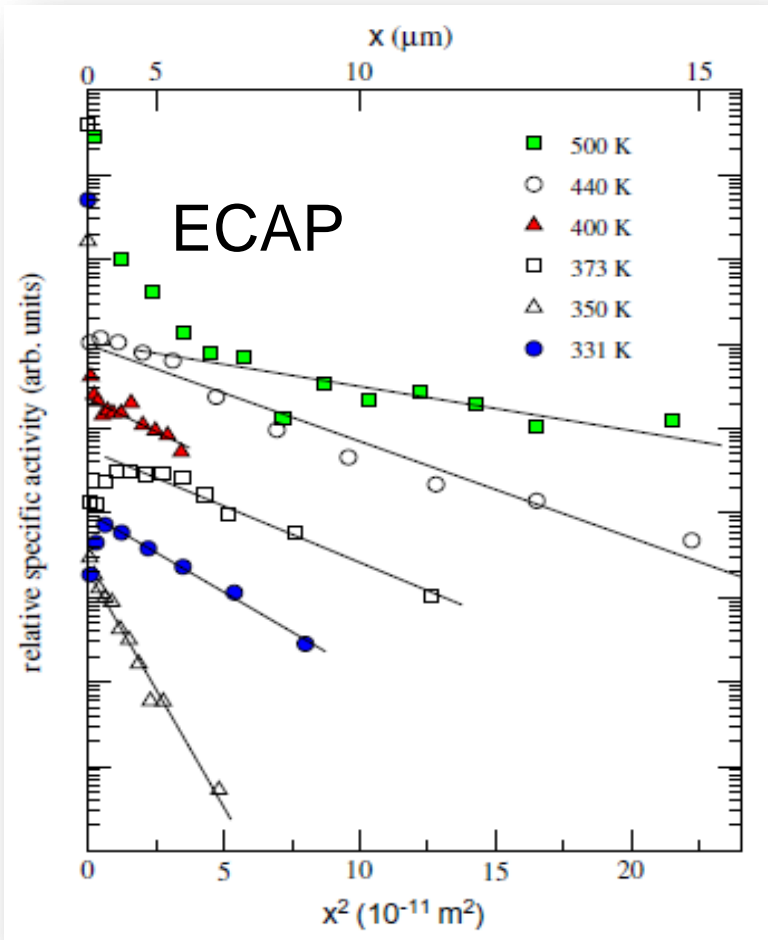 x (μm)
0 5 10 15
ECAP
500 K
440 K
400 K
373 K
350 K
331 K
relative specific activity (arb. units)
0 5 10 15 20
x² (10⁻¹¹ m²)